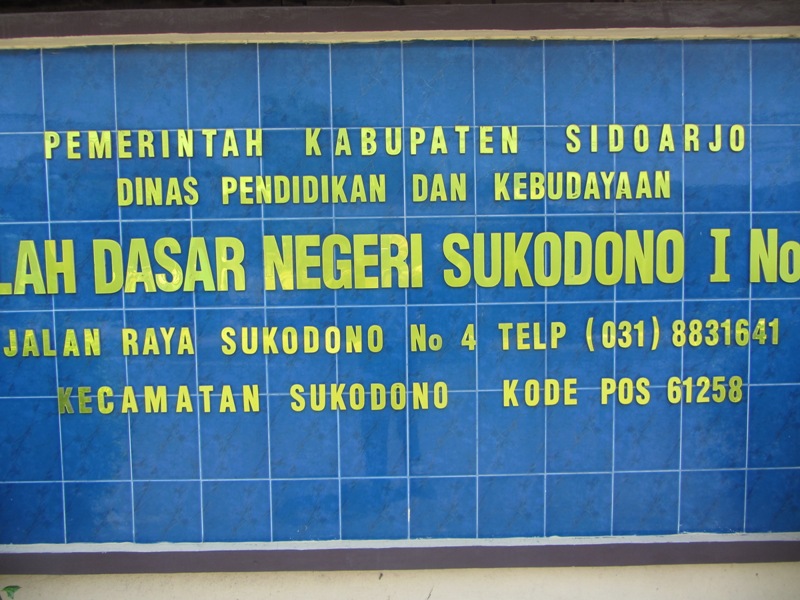 PEMERINTAH KABUPATEN SIDOARJO
DINAS PENDIDIKAN DAN KEBUDAYAAN
LAH DASAR NEGERI SUKODONO I No
JALAN RAYA SUKODONO No 4 TELP (031) 8831641
KECAMATAN SUKODONO KODE POS 61258